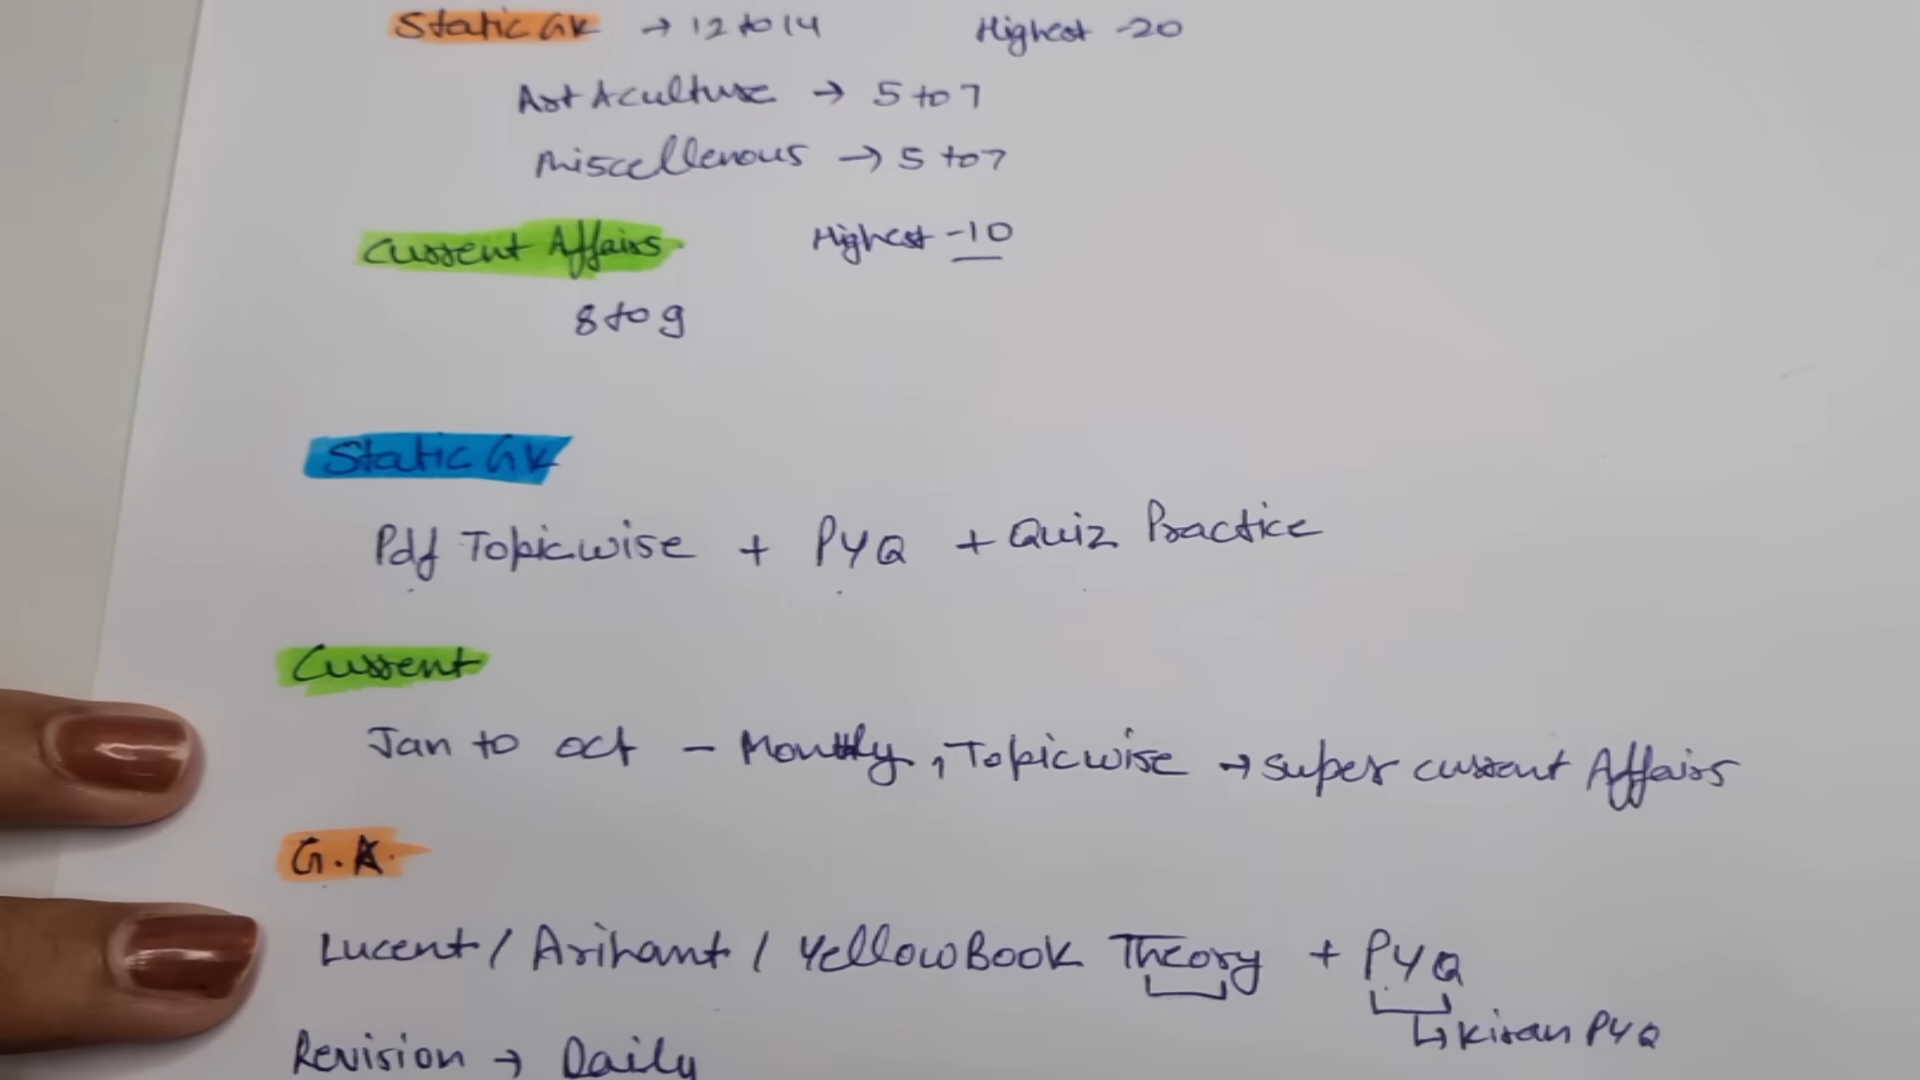 Static GK → 12 to 14 Highest -20
Art & culture → 5 to 7
Miscellenous → 5 to 7
Current Affairs Highest -10
8 to 9
Static GK
Pdf Topicwise + PYQ + Quiz Practice
Current
Jan to oct - Monthly, Topicwise → super current Affairs
G.K.
Lucent / Arihant / Yellow Book Theory + PYQ
↳ Kiran PYQ
Revision → Daily